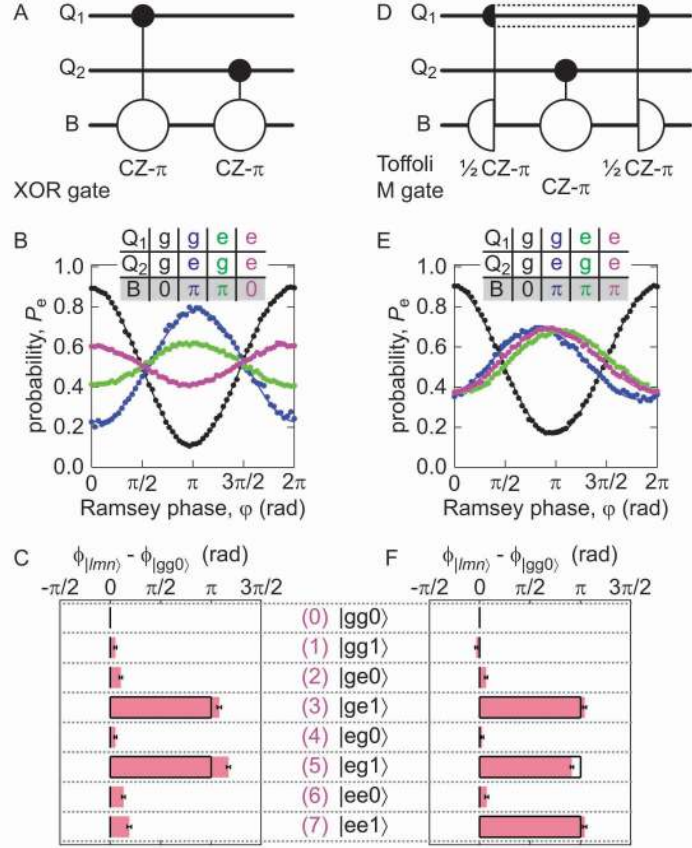 A
Q₁
Q₂
B
CZ-π
CZ-π
XOR gate
D
Q₁
Q₂
B
Toffoli
M gate
½ CZ-π
CZ-π
½ CZ-π
B
Q₁ g g e e
Q₂ g e g e
B 0 π π 0
probability, Pₑ
1.0
0.8
0.6
0.4
0.2
0.0
0 π/2 π 3π/2 2π
Ramsey phase, φ (rad)
E
Q₁ g g e e
Q₂ g e g e
B 0 π π π
probability, Pₑ
1.0
0.8
0.6
0.4
0.2
0.0
0 π/2 π 3π/2 2π
Ramsey phase, φ (rad)
C
ϕ|lmn⟩ - ϕ|gg0⟩ (rad)
-π/2 0 π/2 π 3π/2
F
ϕ|lmn⟩ - ϕ|gg0⟩ (rad)
-π/2 0 π/2 π 3π/2
(0) |gg0⟩
(1) |gg1⟩
(2) |ge0⟩
(3) |ge1⟩
(4) |eg0⟩
(5) |eg1⟩
(6) |ee0⟩
(7) |ee1⟩